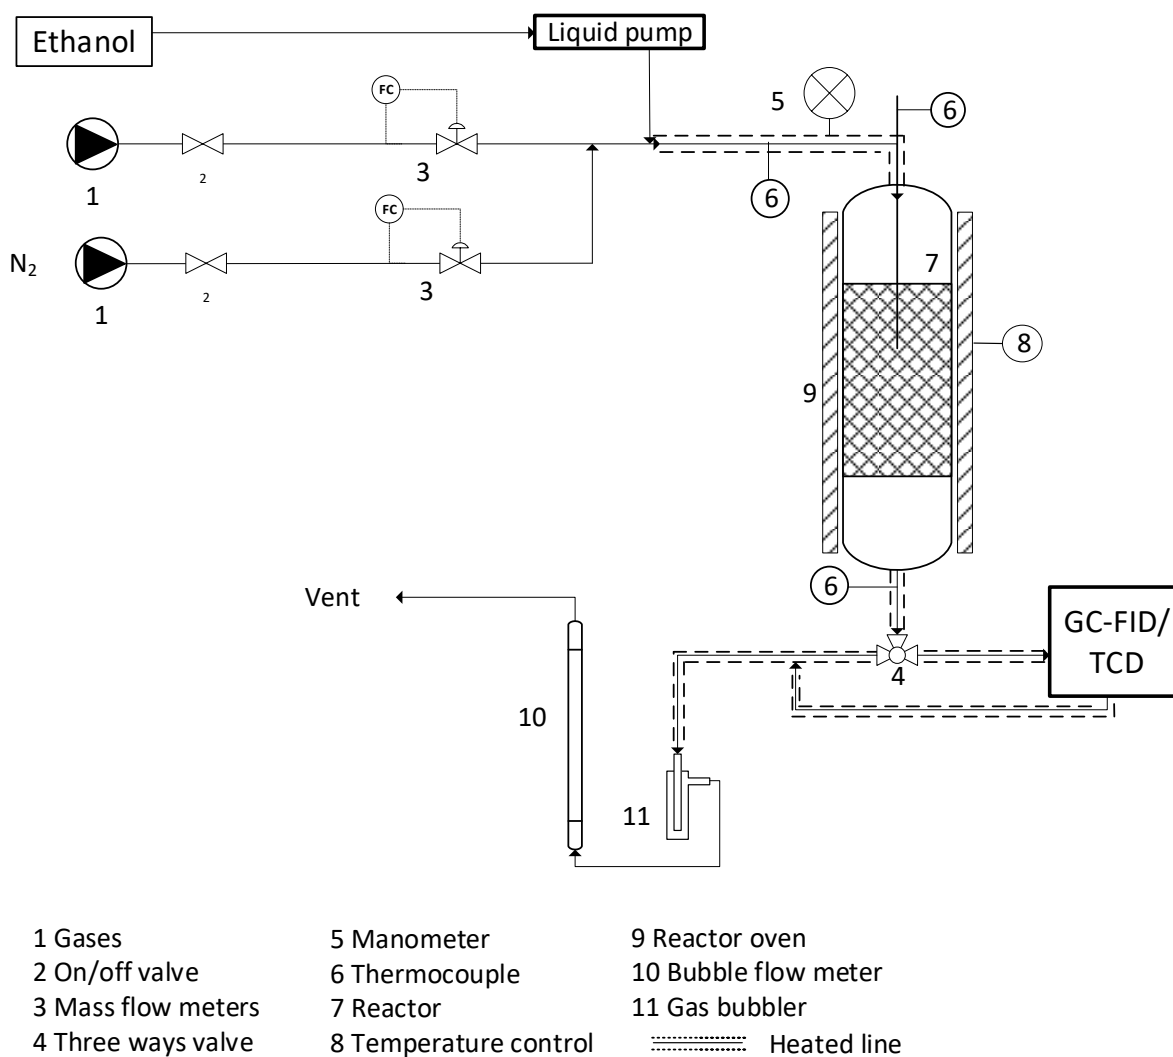 Ethanol
Liquid pump
FC
5
6
1
2
3
6
FC
N₂
1
2
3
7
8
9
6
Vent
GC-FID/
TCD
4
10
11
1 Gases
2 On/off valve
3 Mass flow meters
4 Three ways valve
5 Manometer
6 Thermocouple
7 Reactor
8 Temperature control
9 Reactor oven
10 Bubble flow meter
11 Gas bubbler
Heated line